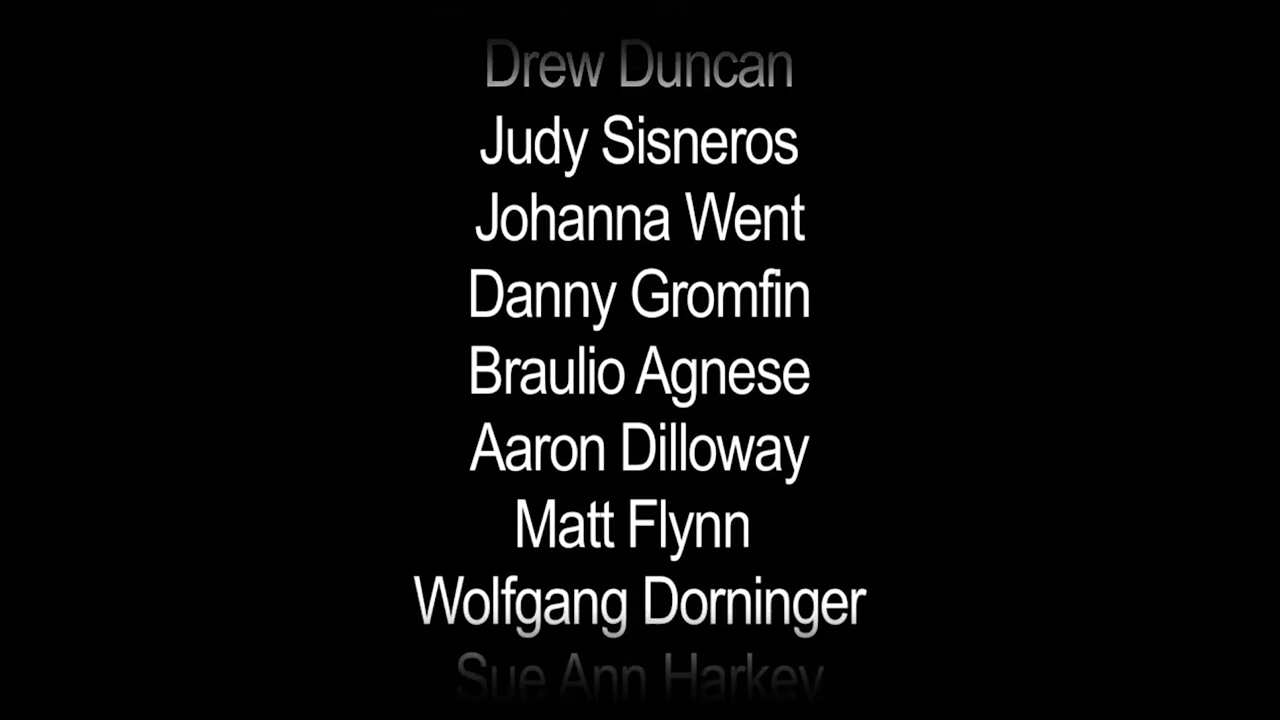 Drew Duncan
Judy Sisneros
Johanna Went
Danny Gromfin
Braulio Agnese
Aaron Dilloway
Matt Flynn
Wolfgang Dorninger
Sue Ann Harkey